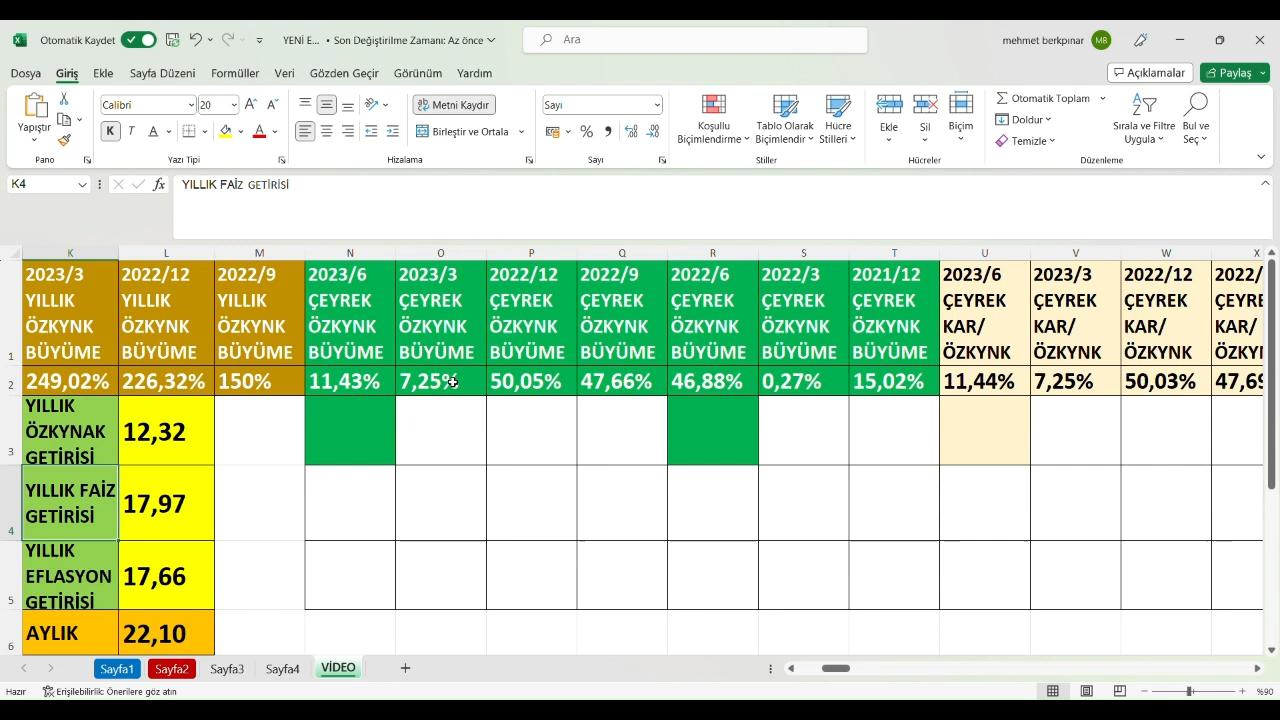 Otomatik Kaydet
YENİ E... • Son Değiştirilme Zamanı: Az önce
Ara
mehmet berkpınar
MB
Dosya Giriş Ekle Sayfa Düzeni Formüller Veri Gözden Geçir Görünüm Yardım
Açıklamalar
Paylaş
Yapıştır
Pano
Calibri
20
K T A
Yazı Tipi
Metni Kaydır
Birleştir ve Ortala
Hizalama
Sayı
Sayı
Koşullu Biçimlendirme
Tablo Olarak Biçimlendir
Hücre Stilleri
Stiller
Ekle
Sil
Biçim
Hücreler
Otomatik Toplam
Doldur
Temizle
Sırala ve Filtre Uygula
Bul ve Seç
Düzenleme
K4
fx
YILLIK FAİZ GETİRİSİ
K L M N O P Q R S T U V W X
2023/3 2022/12 2022/9 2023/6 2023/3 2022/12 2022/9 2022/6 2022/3 2021/12 2023/6 2023/3 2022/12 2022/
YILLIK YILLIK YILLIK ÇEYREK ÇEYREK ÇEYREK ÇEYREK ÇEYREK ÇEYREK ÇEYREK ÇEYREK ÇEYREK ÇEYREK ÇEYRE
ÖZKYNK ÖZKYNK ÖZKYNK ÖZKYNK ÖZKYNK ÖZKYNK ÖZKYNK ÖZKYNK ÖZKYNK ÖZKYNK KAR/ KAR/ KAR/ KAR/
1 BÜYÜME BÜYÜME BÜYÜME BÜYÜME BÜYÜME BÜYÜME BÜYÜME BÜYÜME BÜYÜME BÜYÜME ÖZKYNK ÖZKYNK ÖZKYNK ÖZKYI
2 249,02% 226,32% 150% 11,43% 7,25% 50,05% 47,66% 46,88% 0,27% 15,02% 11,44% 7,25% 50,03% 47,69
YILLIK
ÖZKYNAK 12,32
3 GETİRİSİ
YILLIK FAİZ 17,97
4 GETİRİSİ
YILLIK
EFLASYON 17,66
5 GETİRİSİ
6 AYLIK 22,10
Sayfa1 Sayfa2 Sayfa3 Sayfa4 VİDEO
Hazır
Erişilebilirlik: Önerilere göz atın
%90